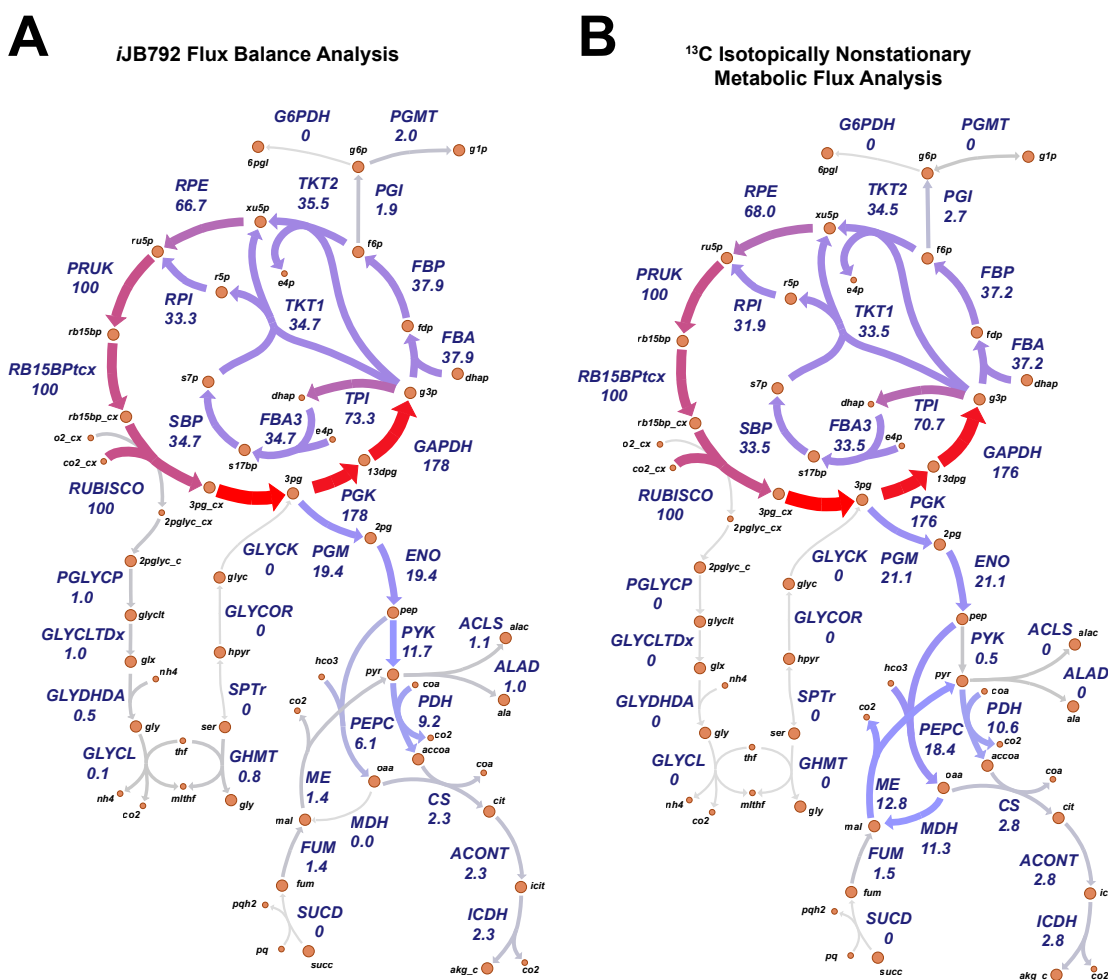 A
iJB792 Flux Balance Analysis
G6PDH
0
PGMT
2.0
6pgl
g6p
g1p
RPE
66.7
TKT2
35.5
PGI
1.9
xu5p
ru5p
f6p
PRUK
100
r5p
e4p
FBP
37.9
RPI
33.3
TKT1
34.7
rb15bp
fdp
FBA
37.9
RB15BPtcx
100
s7p
dhap
dhap
TPI
73.3
g3p
rb15bp_cx
SBP
34.7
FBA3
34.7
e4p
o2_cx
co2_cx
s17bp
GAPDH
178
13dpg
RUBISCO
100
3pg_cx
3pg
PGK
178
2pglyc_cx
2pg
GLYCK
0
PGM
19.4
ENO
19.4
2pglyc_c
PGLYCP
1.0
glyc
glyclt
GLYCOR
0
pep
GLYCLTDx
1.0
PYK
11.7
ACLS
1.1
alac
glx
hpyr
hco3
pyr
ALAD
1.0
nh4
coa
GLYDHDA
0.5
SPTr
0
PDH
9.2
ala
co2
gly
ser
PEPC
6.1
co2
GLYCL
0.1
thf
GHMT
0.8
accoa
ME
1.4
oaa
coa
nh4
mlthf
gly
CS
2.3
cit
co2
mal
MDH
0.0
FUM
1.4
ACONT
2.3
fum
icit
pqh2
SUCD
0
ICDH
2.3
pq
succ
akg_c
co2
B
13C Isotopically Nonstationary
Metabolic Flux Analysis
G6PDH
0
PGMT
0
6pgl
g6p
g1p
RPE
68.0
TKT2
34.5
PGI
2.7
xu5p
ru5p
f6p
PRUK
100
r5p
e4p
FBP
37.2
RPI
31.9
TKT1
33.5
rb15bp
fdp
FBA
37.2
RB15BPtcx
100
s7p
dhap
dhap
TPI
70.7
g3p
rb15bp_cx
SBP
33.5
FBA3
33.5
e4p
o2_cx
co2_cx
s17bp
GAPDH
176
13dpg
RUBISCO
100
3pg_cx
3pg
PGK
176
2pglyc_cx
2pg
GLYCK
0
PGM
21.1
ENO
21.1
2pglyc_c
PGLYCP
0
glyc
glyclt
GLYCOR
0
pep
GLYCLTDx
0
PYK
0.5
ACLS
0
alac
glx
hpyr
hco3
pyr
ALAD
0
nh4
coa
GLYDHDA
0
SPTr
0
PDH
10.6
ala
co2
gly
ser
PEPC
18.4
co2
GLYCL
0
thf
GHMT
0
accoa
ME
12.8
oaa
coa
nh4
mlthf
gly
CS
2.8
cit
co2
mal
MDH
11.3
FUM
1.5
ACONT
2.8
fum
ic
pqh2
SUCD
0
ICDH
2.8
pq
succ
akg_c
co2